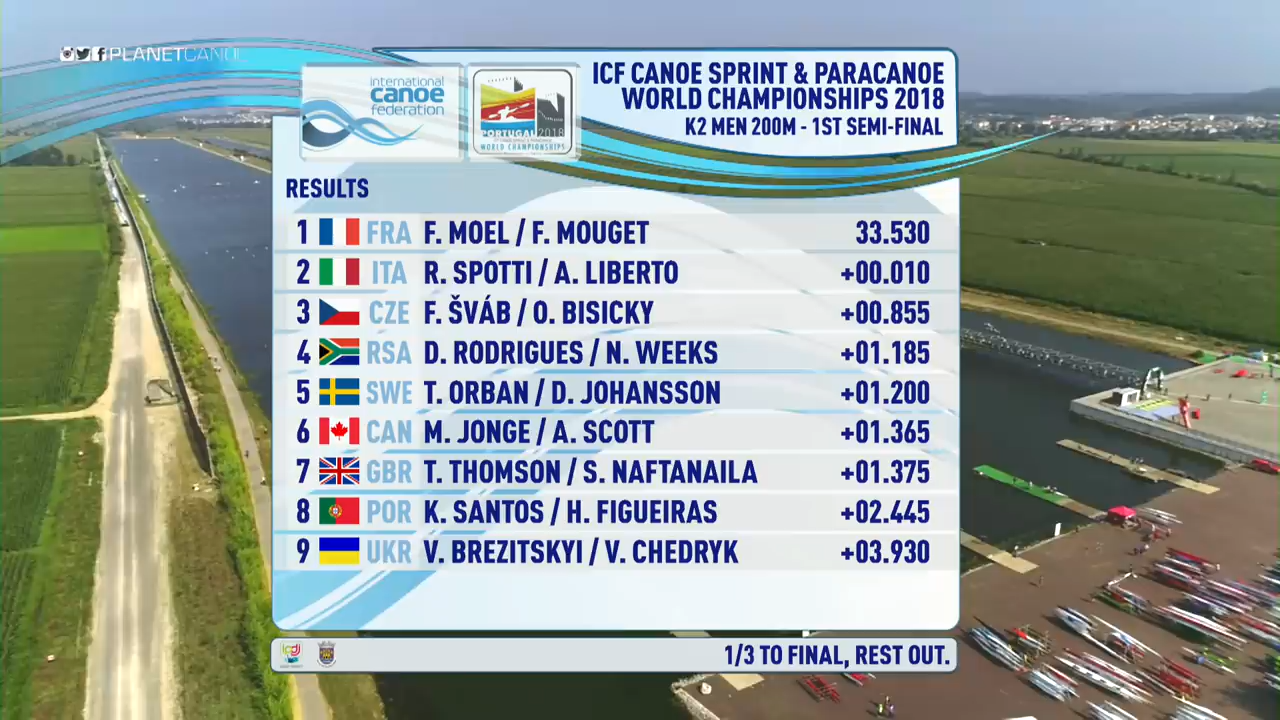 PLANETCANOE
international
canoe
federation
PORTUGAL 2018
WORLD CHAMPIONSHIPS
ICF CANOE SPRINT & PARACANOE
WORLD CHAMPIONSHIPS 2018
K2 MEN 200M - 1ST SEMI-FINAL
RESULTS
1 FRA F. MOEL / F. MOUGET 33.530
2 ITA R. SPOTTI / A. LIBERTO +00.010
3 CZE F. ŠVÁB / O. BISICKY +00.855
4 RSA D. RODRIGUES / N. WEEKS +01.185
5 SWE T. ORBAN / D. JOHANSSON +01.200
6 CAN M. JONGE / A. SCOTT +01.365
7 GBR T. THOMSON / S. NAFTANAILA +01.375
8 POR K. SANTOS / H. FIGUEIRAS +02.445
9 UKR V. BREZITSKYI / V. CHEDRYK +03.930
1/3 TO FINAL, REST OUT.